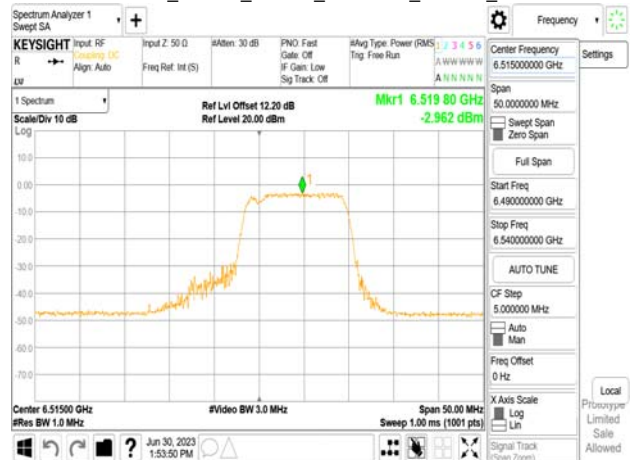 Spectrum Analyzer 1
Swept SA
Frequency
KEYSIGHT
R
Input: RF
Coupling: DC
Align: Auto
Input Z: 50 Ω
Freq Ref: Int (S)
#Atten: 30 dB
PNO: Fast
Gate: Off
IF Gain: Low
Sig Track: Off
#Avg Type: Power (RMS
Trig: Free Run
1 2 3 4 5 6
A W W W W W
A N N N N N
Center Frequency
6.515000000 GHz
Settings
Span
50.0000000 MHz
Swept Span
Zero Span
Full Span
Start Freq
6.490000000 GHz
Stop Freq
6.540000000 GHz
AUTO TUNE
CF Step
5.000000 MHz
Auto
Man
Freq Offset
0 Hz
X Axis Scale
Log
Lin
Signal Track
(Span Zoom)
Local
Prototype
Limited
Sale
Allowed
1 Spectrum
Scale/Div 10 dB
Log
Ref Lvl Offset 12.20 dB
Ref Level 20.00 dBm
Mkr1 6.519 80 GHz
-2.962 dBm
1
10.0
0.00
-10.0
-20.0
-30.0
-40.0
-50.0
-60.0
-70.0
Center 6.51500 GHz
#Res BW 1.0 MHz
#Video BW 3.0 MHz
Span 50.00 MHz
Sweep 1.00 ms (1001 pts)
Jun 30, 2023
1:53:50 PM